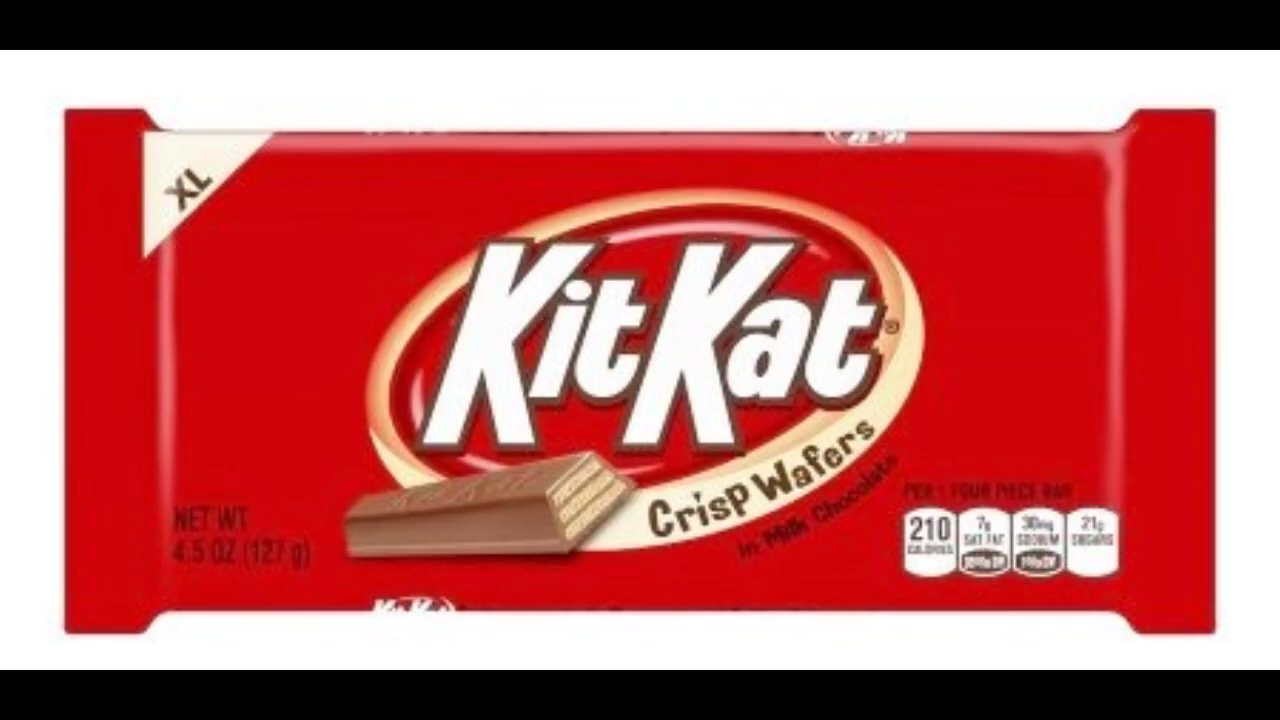 XL
KitKat®
Crisp Wafers
in Milk Chocolate
NET WT
4.5 OZ (127 g)
PER 1 FOUR PIECE BAR
210
CALORIES
7g
SAT FAT
30mg
SODIUM
21g
SUGARS
KitKat